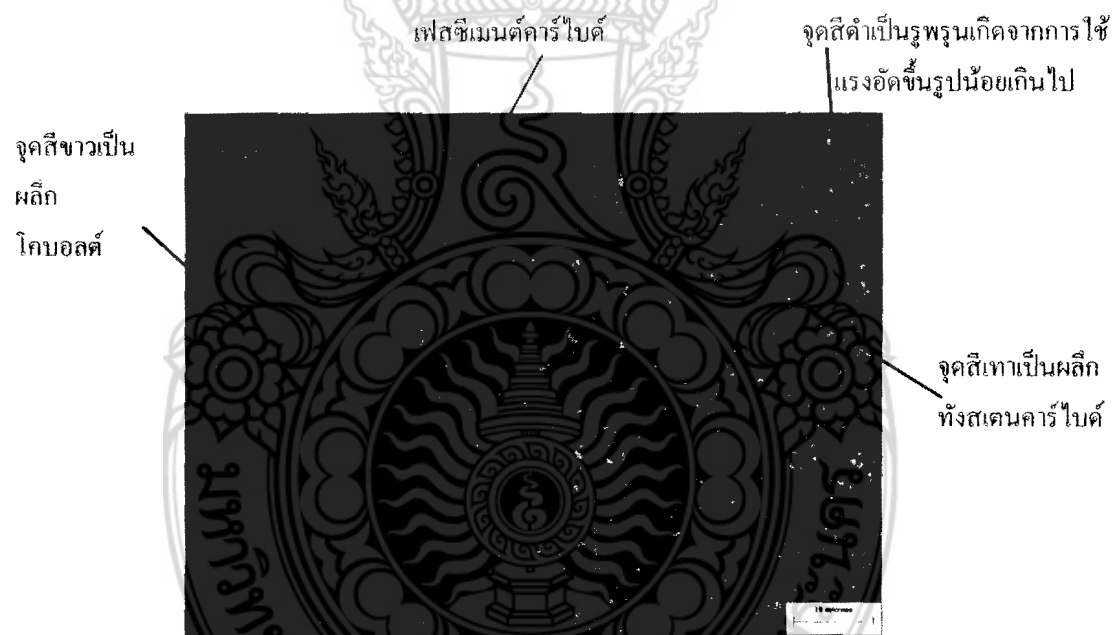 เฟสซีเมนต์คาร์ไบด์
จุดสีดำเป็นรูพรุนเกิดจากการใช้
แรงอัดขึ้นรูปน้อยเกินไป
จุดสีขาวเป็น
ผลึก
โคบอลต์
จุดสีเทาเป็นผลึก
ทังสเตนคาร์ไบด์